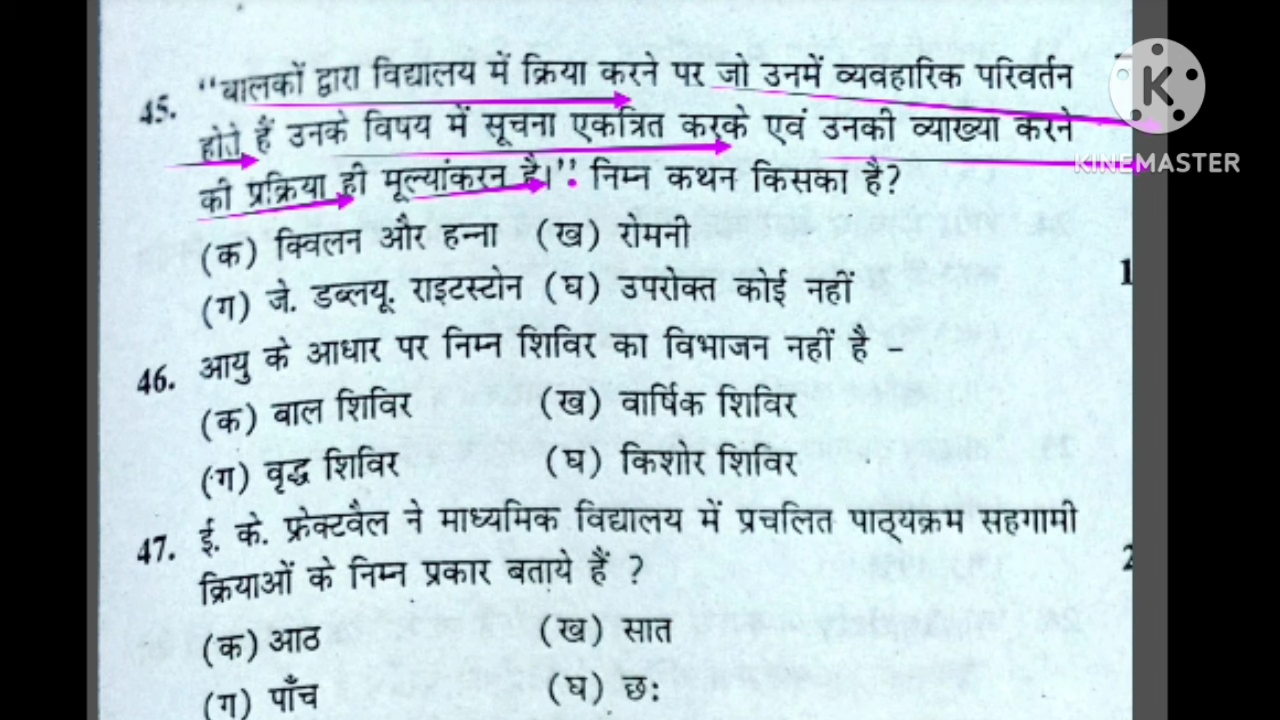 45. "बालकों द्वारा विद्यालय में क्रिया करने पर जो उनमें व्यवहारिक परिवर्तन
होते हैं उनके विषय में सूचना एकत्रित करके एवं उनकी व्याख्या करने
की प्रक्रिया ही मूल्यांकरन है।". निम्न कथन किसका है?
(क) क्विलन और हन्ना (ख) रोमनी
(ग) जे. डब्लयू. राइटस्टोन (घ) उपरोक्त कोई नहीं
46. आयु के आधार पर निम्न शिविर का विभाजन नहीं है -
(क) बाल शिविर (ख) वार्षिक शिविर
(ग) वृद्ध शिविर (घ) किशोर शिविर
47. ई. के. फ्रेक्टवैल ने माध्यमिक विद्यालय में प्रचलित पाठ्यक्रम सहगामी
क्रियाओं के निम्न प्रकार बताये हैं ?
(क) आठ (ख) सात
(ग) पाँच (घ) छः
K
KINEMASTER